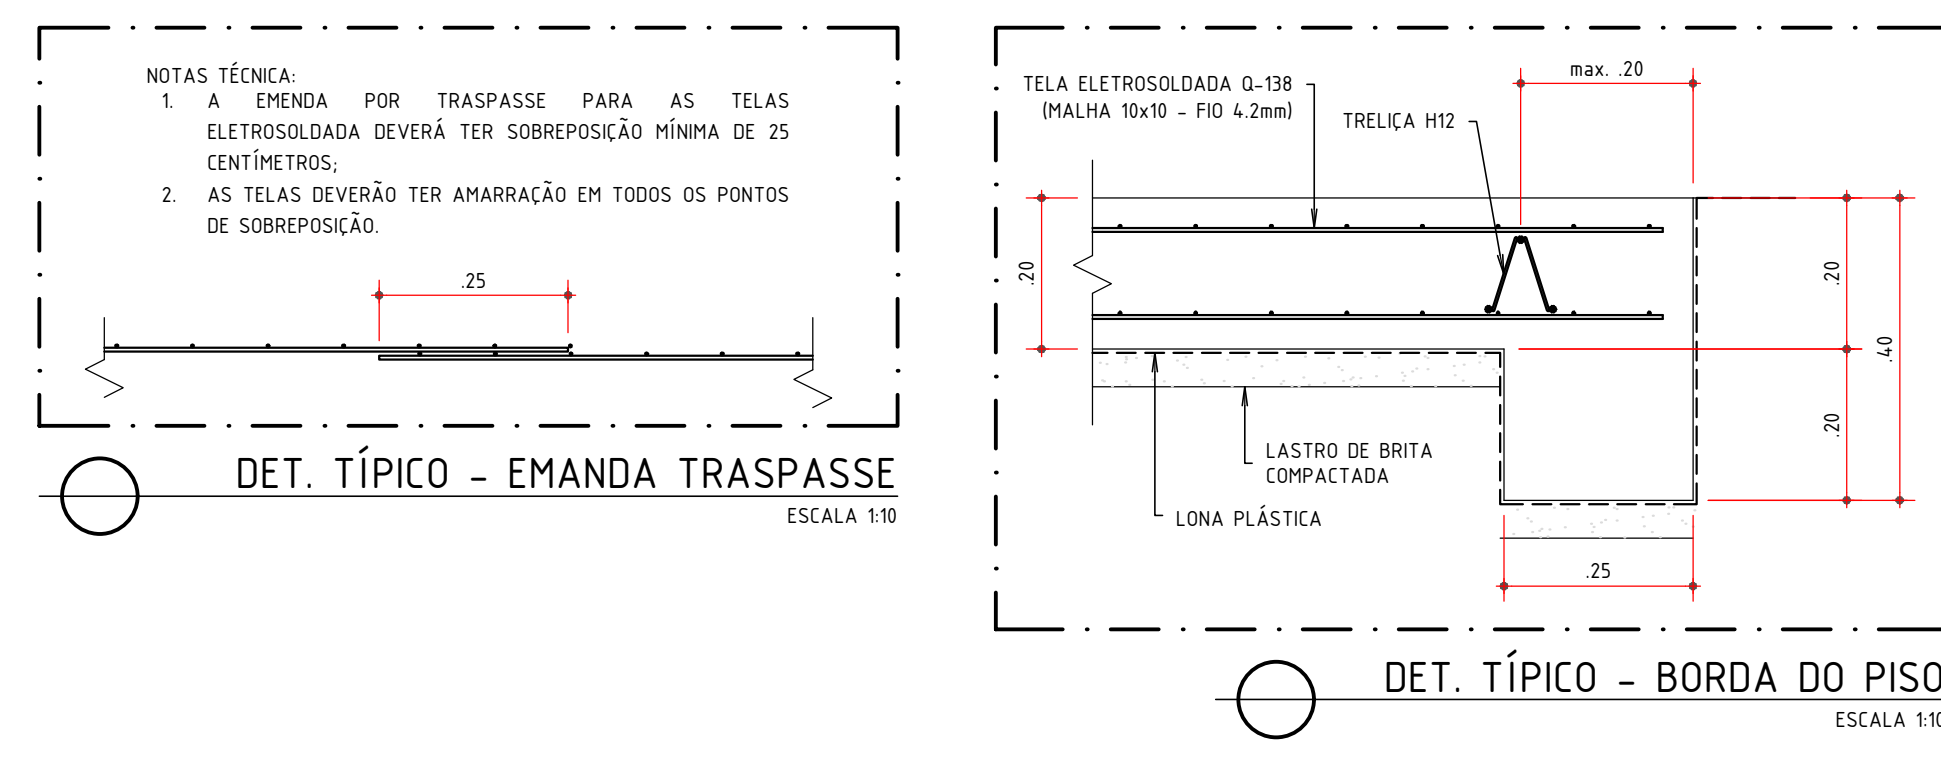 NOTAS TÉCNICA:
1. A EMENDA POR TRASPASSE PARA AS TELAS
ELETROSOLDADA DEVERÁ TER SOBREPOSIÇÃO MÍNIMA DE 25
CENTÍMETROS;
2. AS TELAS DEVERÃO TER AMARRAÇÃO EM TODOS OS PONTOS
DE SOBREPOSIÇÃO.
.25
DET. TÍPICO - EMANDA TRASPASSE
ESCALA 1:10
TELA ELETROSOLDADA Q-138
(MALHA 10x10 - FIO 4.2mm)
TRELIÇA H12
max. .20
.20
.20
.40
.20
LASTRO DE BRITA
COMPACTADA
LONA PLÁSTICA
.25
DET. TÍPICO - BORDA DO PISO
ESCALA 1:10